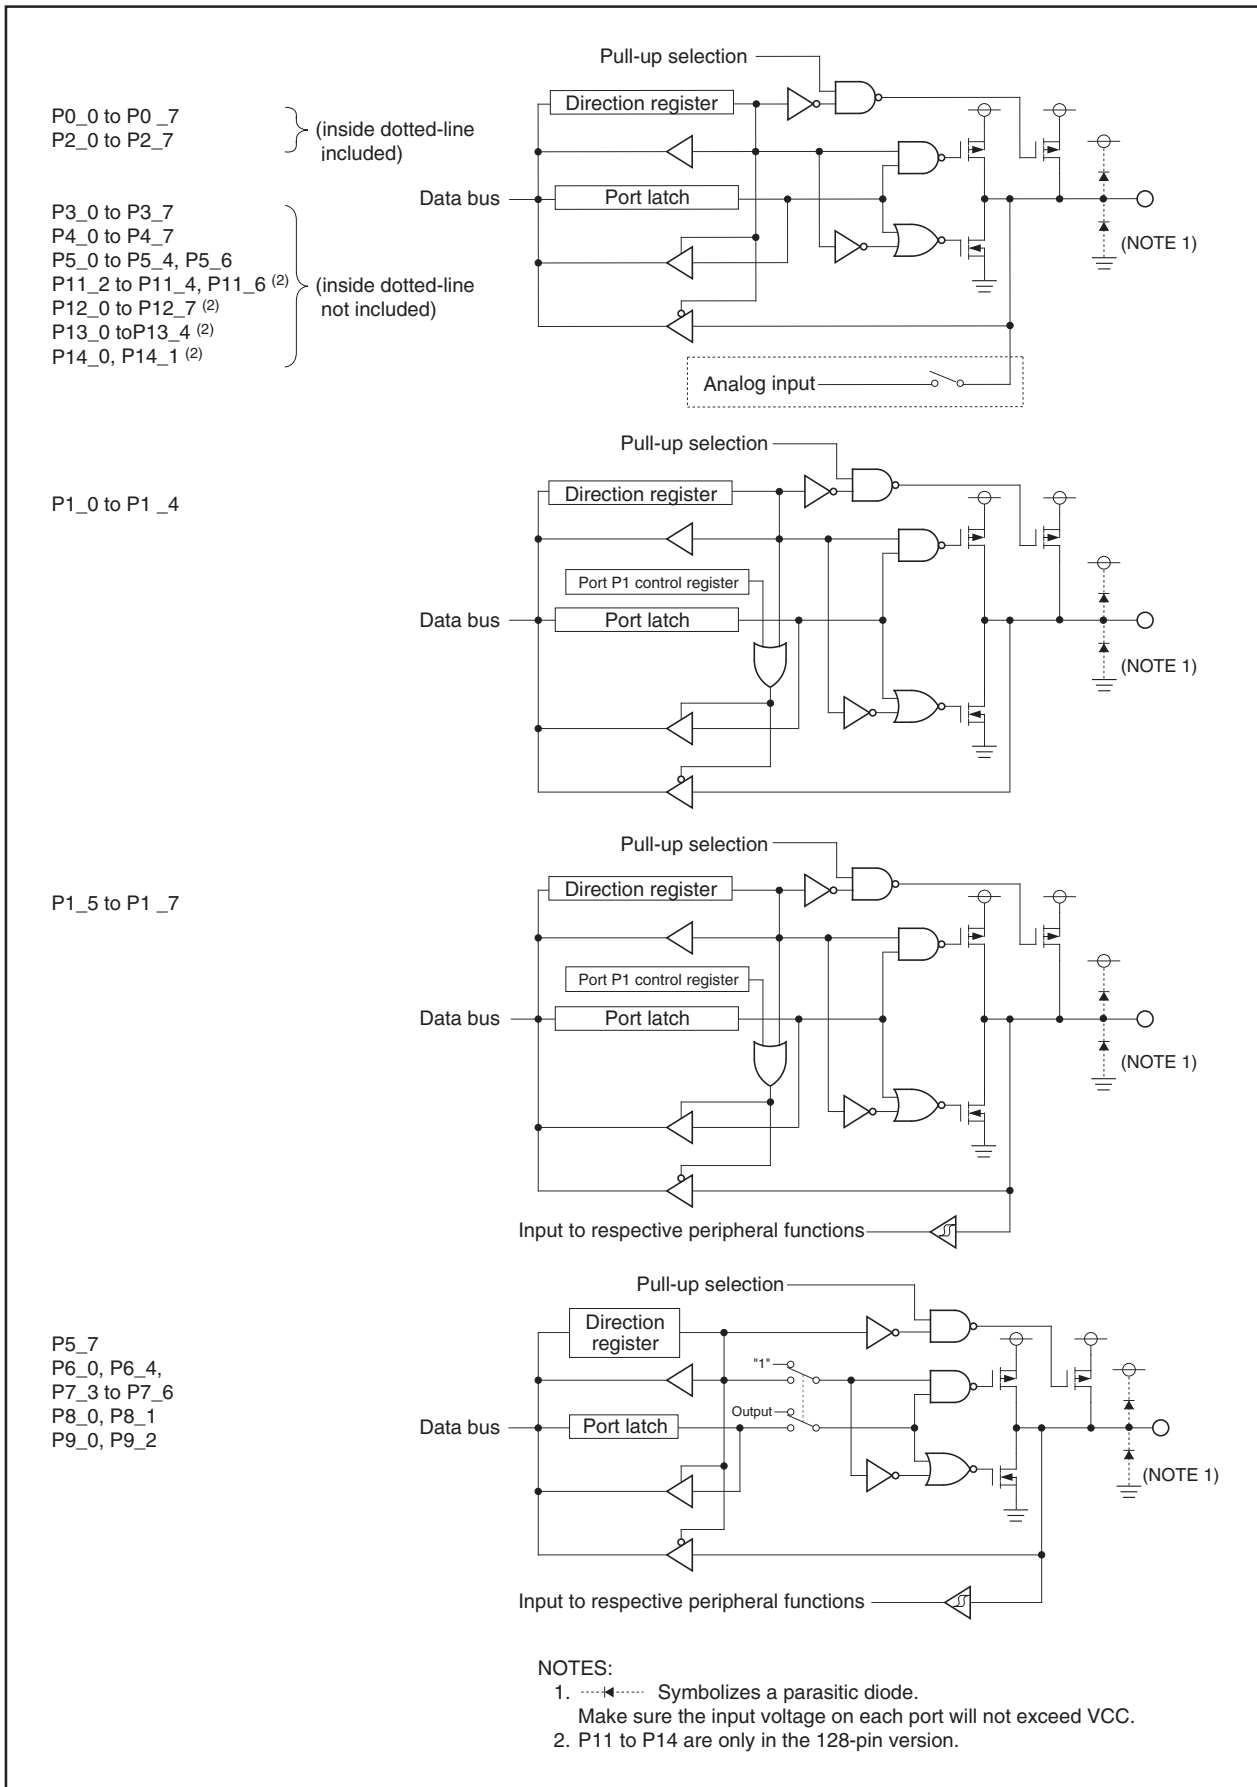 Pull-up selection
P0_0 to P0 _7
P2_0 to P2_7
(inside dotted-line
included)
Direction register
Data bus
Port latch
P3_0 to P3_7
P4_0 to P4_7
P5_0 to P5_4, P5_6
P11_2 to P11_4, P11_6 (2)
P12_0 to P12_7 (2)
P13_0 toP13_4 (2)
P14_0, P14_1 (2)
(inside dotted-line
not included)
(NOTE 1)
Analog input
Pull-up selection
P1_0 to P1 _4
Direction register
Port P1 control register
Data bus
Port latch
(NOTE 1)
Pull-up selection
P1_5 to P1 _7
Direction register
Port P1 control register
Data bus
Port latch
(NOTE 1)
Input to respective peripheral functions
Pull-up selection
P5_7
P6_0, P6_4,
P7_3 to P7_6
P8_0, P8_1
P9_0, P9_2
Direction
register
"1"
Output
Data bus
Port latch
(NOTE 1)
Input to respective peripheral functions
NOTES:
1. Symbolizes a parasitic diode.
Make sure the input voltage on each port will not exceed VCC.
2. P11 to P14 are only in the 128-pin version.